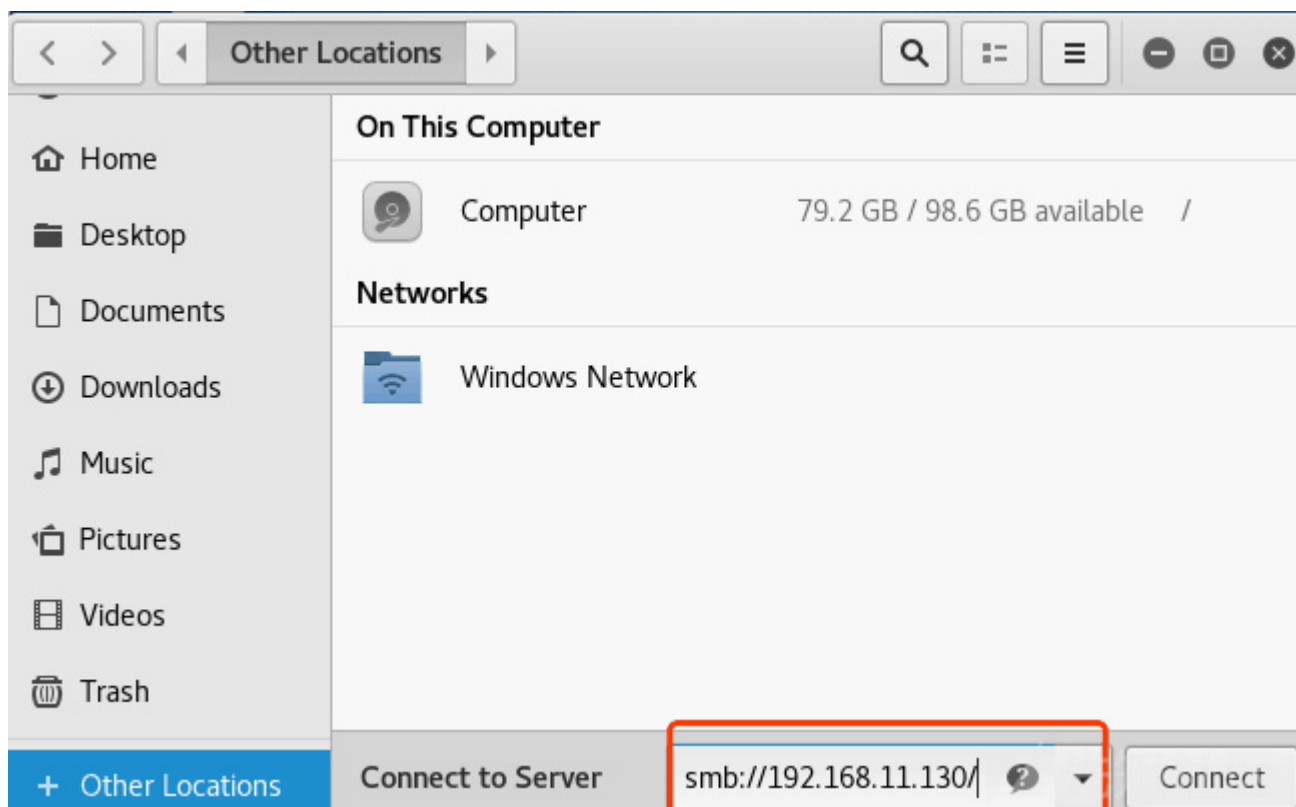 Other Locations
Home
Desktop
Documents
Downloads
Music
Pictures
Videos
Trash
+ Other Locations
On This Computer
Computer 79.2 GB / 98.6 GB available /
Networks
Windows Network
Connect to Server smb://192.168.11.130/ Connect